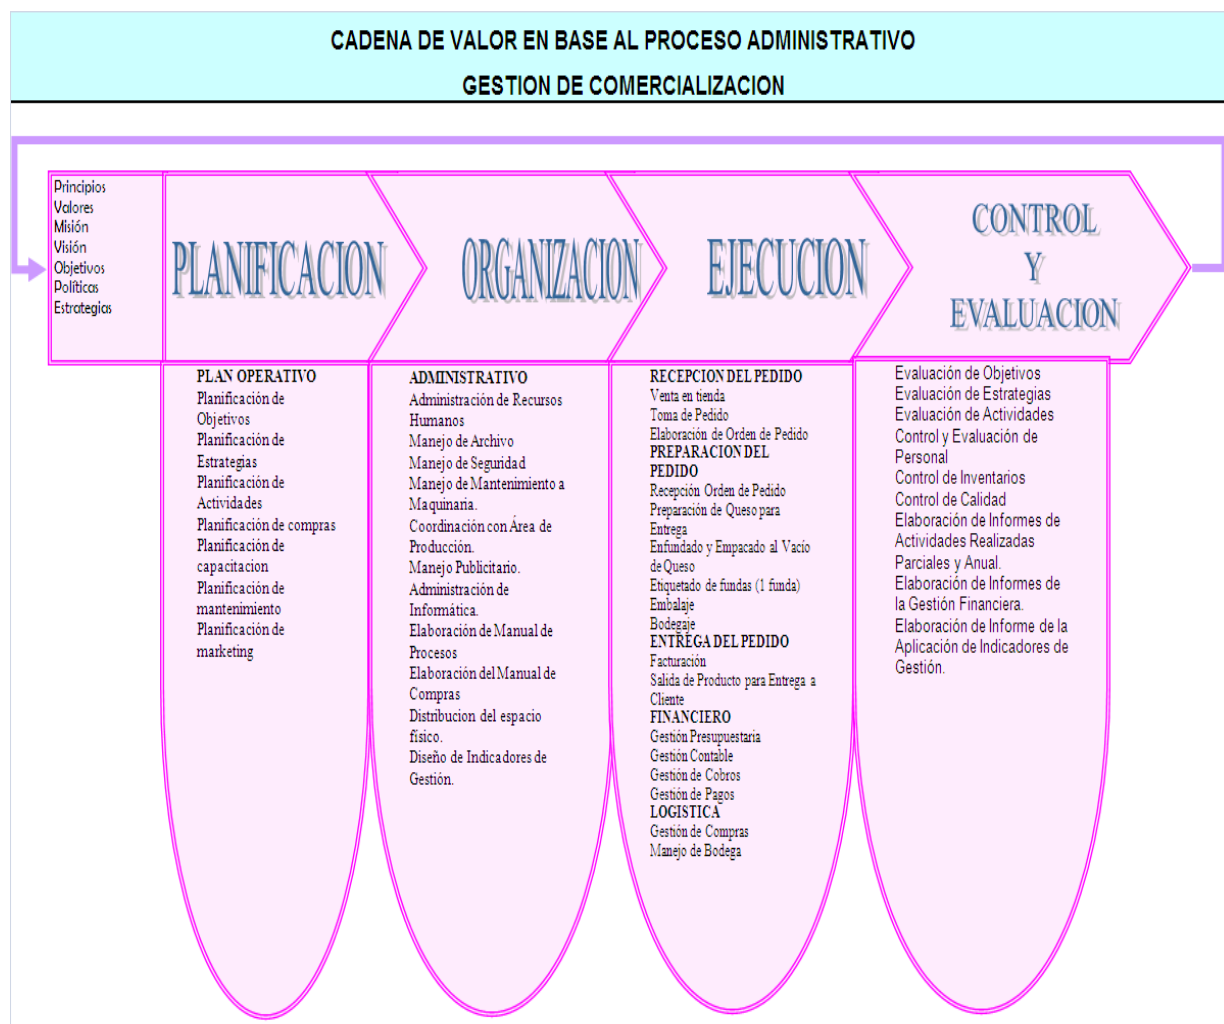 CADENA DE VALOR EN BASE AL PROCESO ADMINISTRATIVO
GESTION DE COMERCIALIZACION
Principios
Valores
Misión
Visión
Objetivos
Políticas
Estrategias
PLANIFICACION
ORGANIZACION
EJECUCION
CONTROL
Y
EVALUACION
PLAN OPERATIVO
Planificación de
Objetivos
Planificación de
Estrategias
Planificación de
Actividades
Planificación de compras
Planificación de
capacitacion
Planificación de
mantenimiento
Planificación de
marketing
ADMINISTRATIVO
Administración de Recursos
Humanos
Manejo de Archivo
Manejo de Seguridad
Manejo de Mantenimiento a
Maquinaria.
Coordinación con Área de
Producción.
Manejo Publicitario.
Administración de
Informática.
Elaboración de Manual de
Procesos
Elaboración del Manual de
Compras
Distribucion del espacio
físico.
Diseño de Indicadores de
Gestión.
RECEPCION DEL PEDIDO
Venta en tienda
Toma de Pedido
Elaboración de Orden de Pedido
PREPARACION DEL
PEDIDO
Recepción Orden de Pedido
Preparación de Queso para
Entrega
Enfundado y Empacado al Vacío
de Queso
Etiquetado de fundas (1 funda)
Embalaje
Bodegaje
ENTREGA DEL PEDIDO
Facturación
Salida de Producto para Entrega a
Cliente
FINANCIERO
Gestión Presupuestaria
Gestión Contable
Gestión de Cobros
Gestión de Pagos
LOGISTICA
Gestión de Compras
Manejo de Bodega
Evaluación de Objetivos
Evaluación de Estrategias
Evaluación de Actividades
Control y Evaluación de
Personal
Control de Inventarios
Control de Calidad
Elaboración de Informes de
Actividades Realizadas
Parciales y Anual.
Elaboración de Informes de
la Gestión Financiera.
Elaboración de Informe de la
Aplicación de Indicadores de
Gestión.